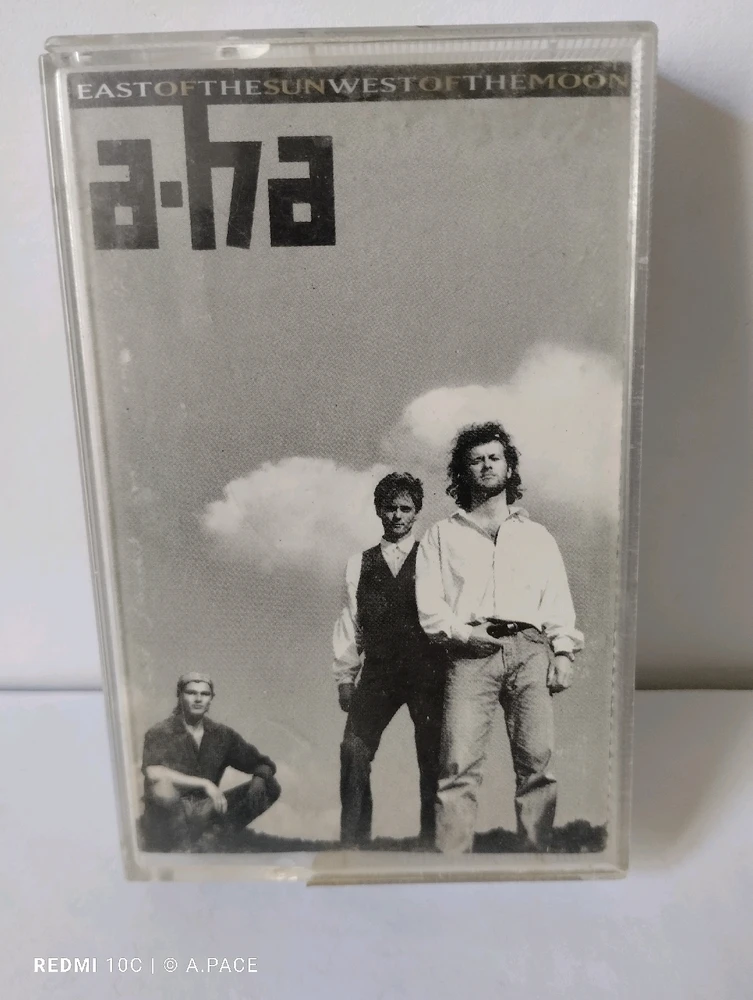 EASTOFTHESUNWESTOFTHEMOON
a-ha
REDMI 10C | © A.PACE